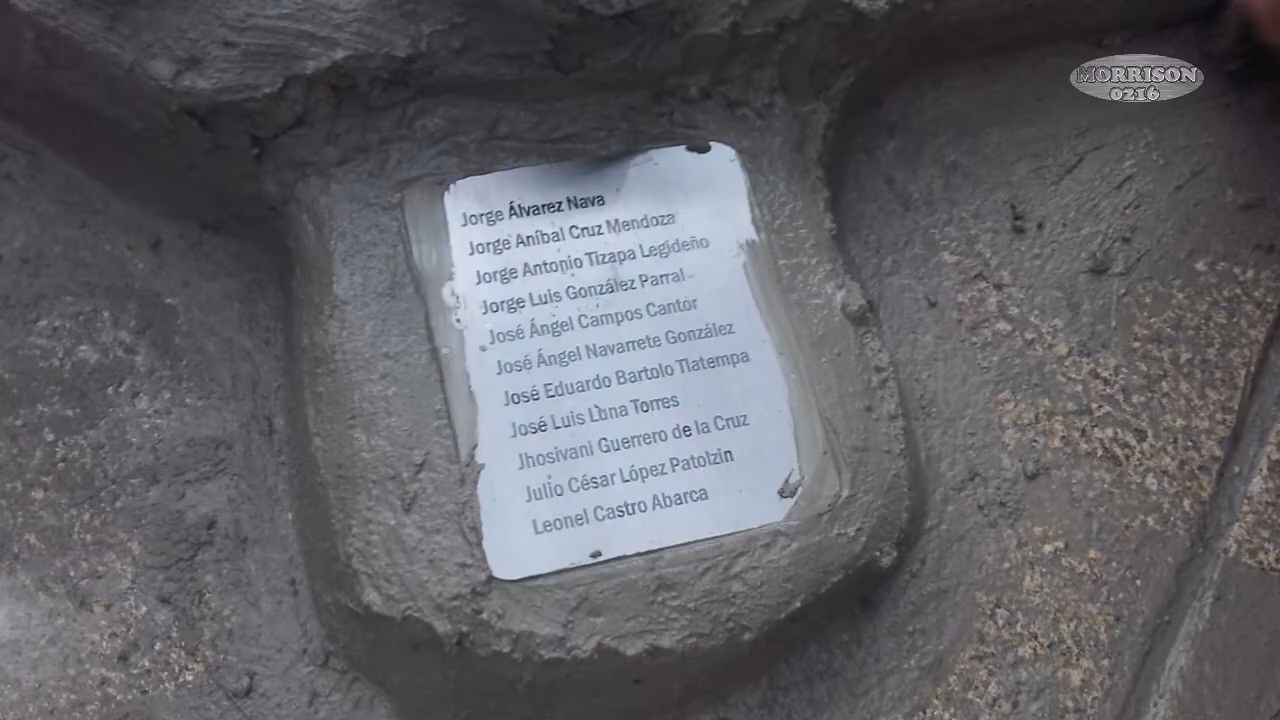 MORRISON
0216
Jorge Álvarez Nava
Jorge Aníbal Cruz Mendoza
Jorge Antonio Tizapa Legideño
Jorge Luis González Parral
José Ángel Campos Cantor
José Ángel Navarrete González
José Eduardo Bartolo Tlatempa
José Luis Luna Torres
Jhosivani Guerrero de la Cruz
Julio César López Patolzin
Leonel Castro Abarca